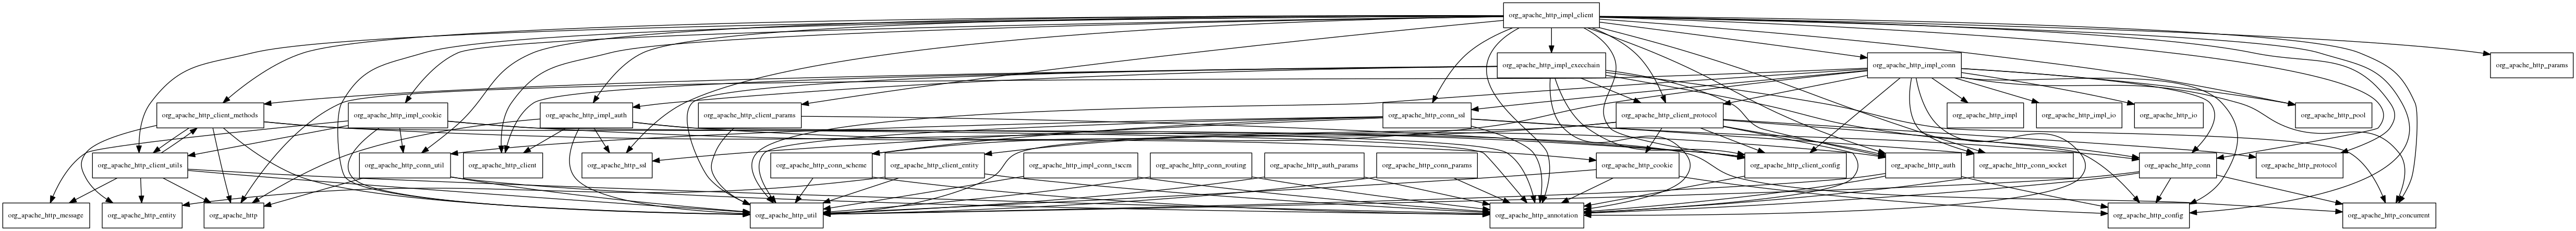 org_apache_http_impl_client
org_apache_http_impl_execchain
org_apache_http_impl_conn
org_apache_http_params
org_apache_http_client_methods
org_apache_http_impl_cookie
org_apache_http_impl_auth
org_apache_http_client_params
org_apache_http_conn_ssl
org_apache_http_client_protocol
org_apache_http_impl
org_apache_http_impl_io
org_apache_http_io
org_apache_http_pool
org_apache_http_client_utils
org_apache_http_conn_util
org_apache_http_client
org_apache_http_ssl
org_apache_http_conn_scheme
org_apache_http_client_entity
org_apache_http_impl_conn_tsccm
org_apache_http_conn_routing
org_apache_http_auth_params
org_apache_http_conn_params
org_apache_http_cookie
org_apache_http_client_config
org_apache_http_auth
org_apache_http_conn_socket
org_apache_http_conn
org_apache_http_protocol
org_apache_http_message
org_apache_http_entity
org_apache_http
org_apache_http_util
org_apache_http_annotation
org_apache_http_config
org_apache_http_concurrent